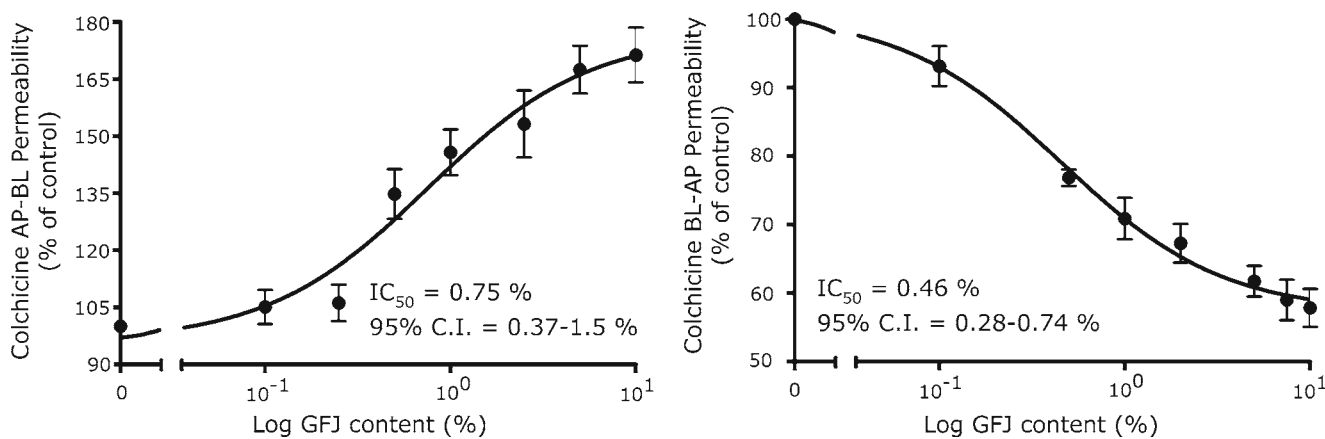 Colchicine AP-BL Permeability
(% of control)
180
165
150
135
120
105
90
IC50 = 0.75 %
95% C.I. = 0.37-1.5 %
0
10-1
100
101
Log GFJ content (%)
Colchicine BL-AP Permeability
(% of control)
100
90
80
70
60
50
IC50 = 0.46 %
95% C.I. = 0.28-0.74 %
0
10-1
100
101
Log GFJ content (%)